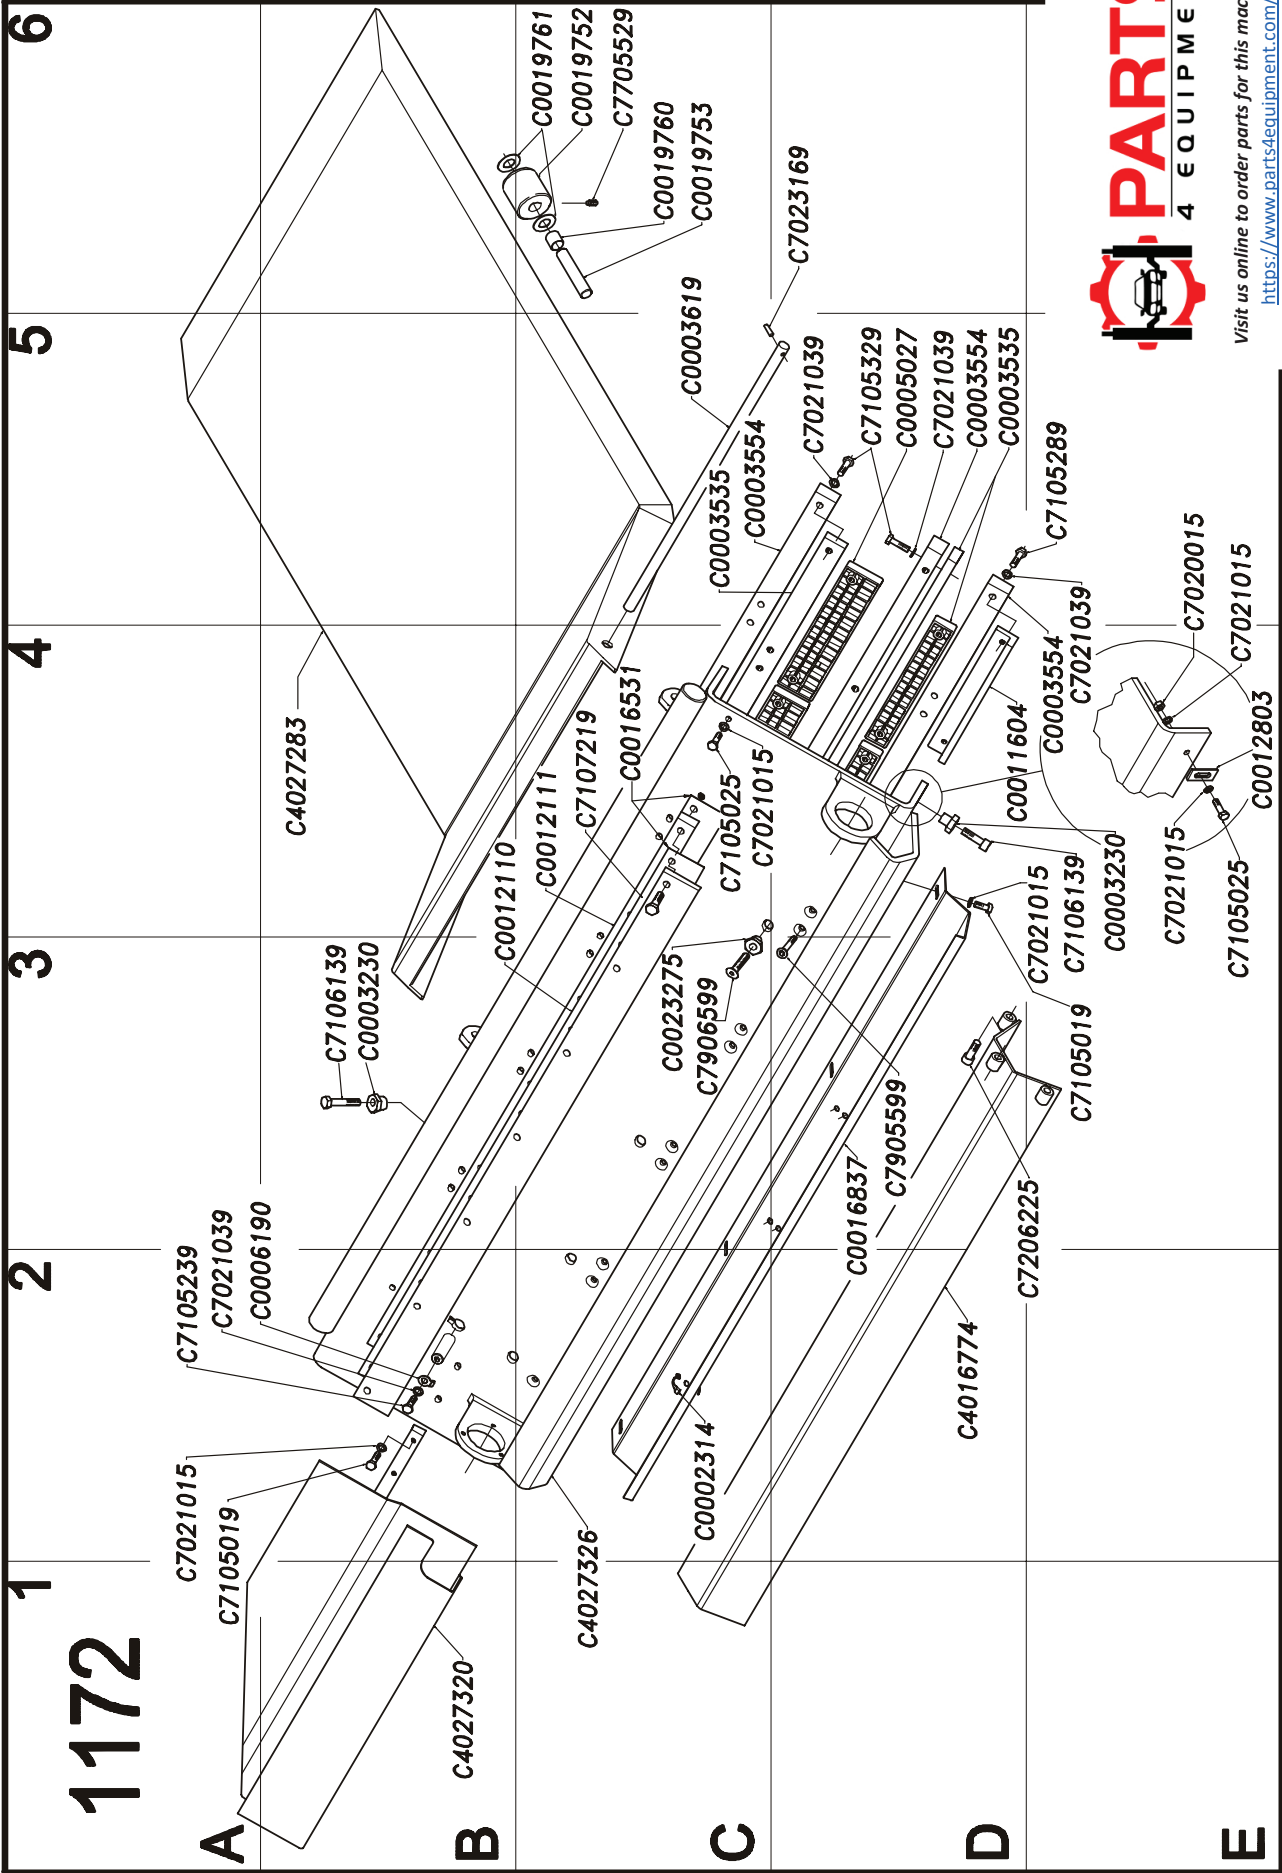 1172
1
2
3
4
5
6
A
B
C
D
E
C7021015
C7105019
C4027320
C7105239
C7021039
C0006190
C7106139
C0003230
C4027283
C4027326
C0012110
C0012111
C7107219
C0016531
C0019761
C0019752
C7705529
C0019760
C0019753
C0003619
C7023169
C0003535
C0003554
C7021039
C7105329
C0005027
C7021039
C0003554
C0003535
C7105289
C7105025
C7021015
C0023275
C7906599
C7905599
C0016837
C0002314
C4016774
C7206225
C7105019
C7021015
C7106139
C0003230
C0011604
C0003554
C7021039
C7020015
C7021015
C0012803
C7021015
C7105025
PARTS
4 EQUIPME
Visit us online to order parts for this mac
https://www.parts4equipment.com/